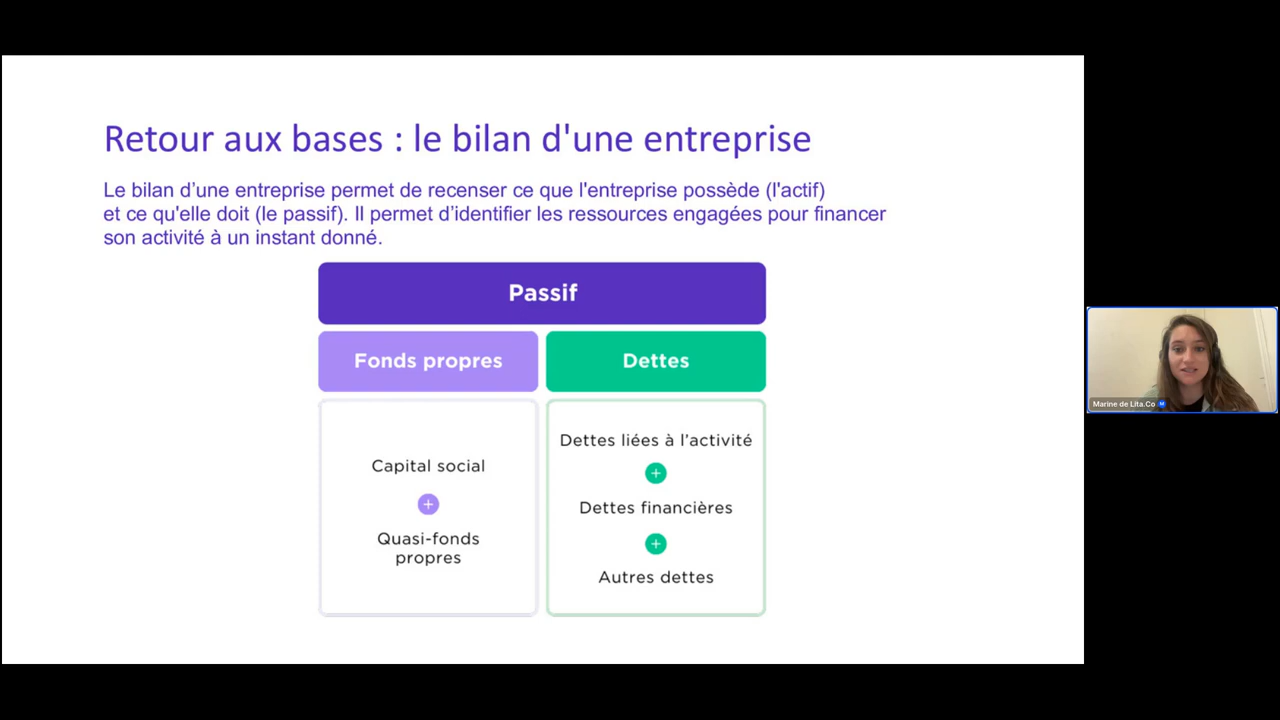 Retour aux bases : le bilan d'une entreprise
Le bilan d’une entreprise permet de recenser ce que l'entreprise possède (l'actif)
et ce qu'elle doit (le passif). Il permet d’identifier les ressources engagées pour financer
son activité à un instant donné.
Passif
Fonds propres
Dettes
Capital social
+
Quasi-fonds
propres
Dettes liées à l’activité
+
Dettes financières
+
Autres dettes
Marine de Lita.Co